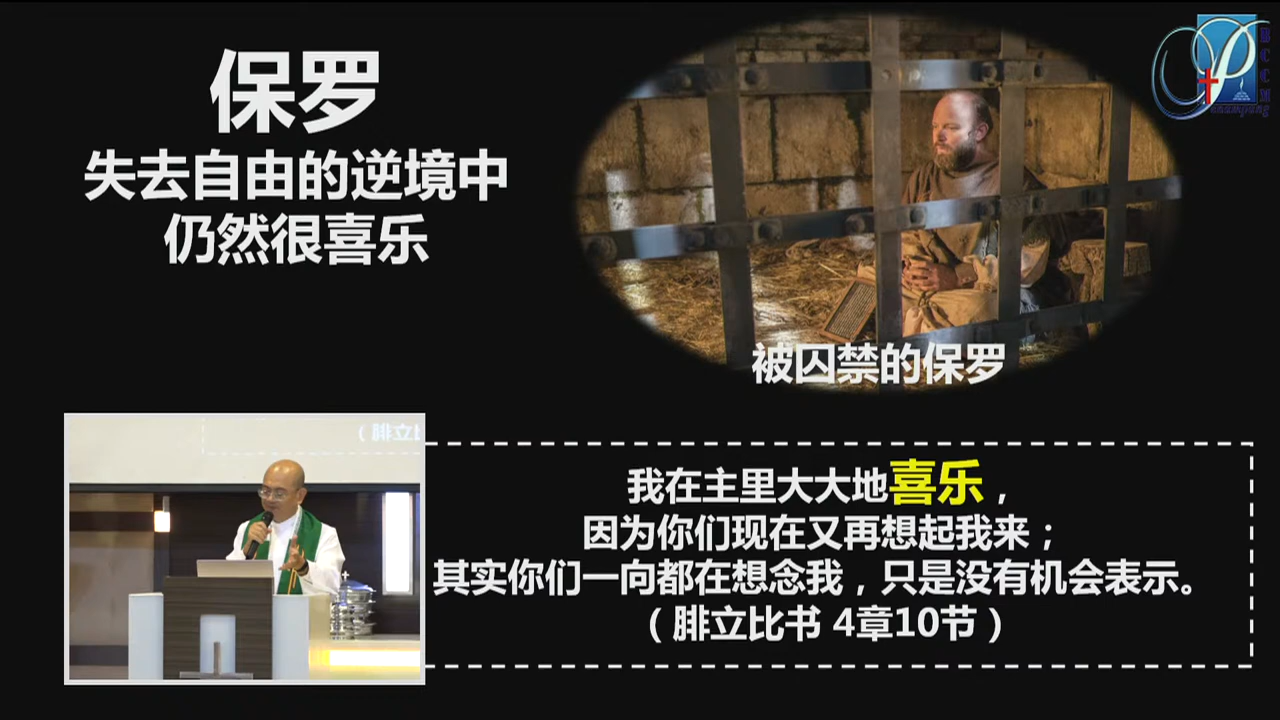 保罗
失去自由的逆境中
仍然很喜乐
被囚禁的保罗
（腓立
我在主里大大地喜乐，
因为你们现在又再想起我来；
其实你们一向都在想念我，只是没有机会表示。
（腓立比书 4章10节）